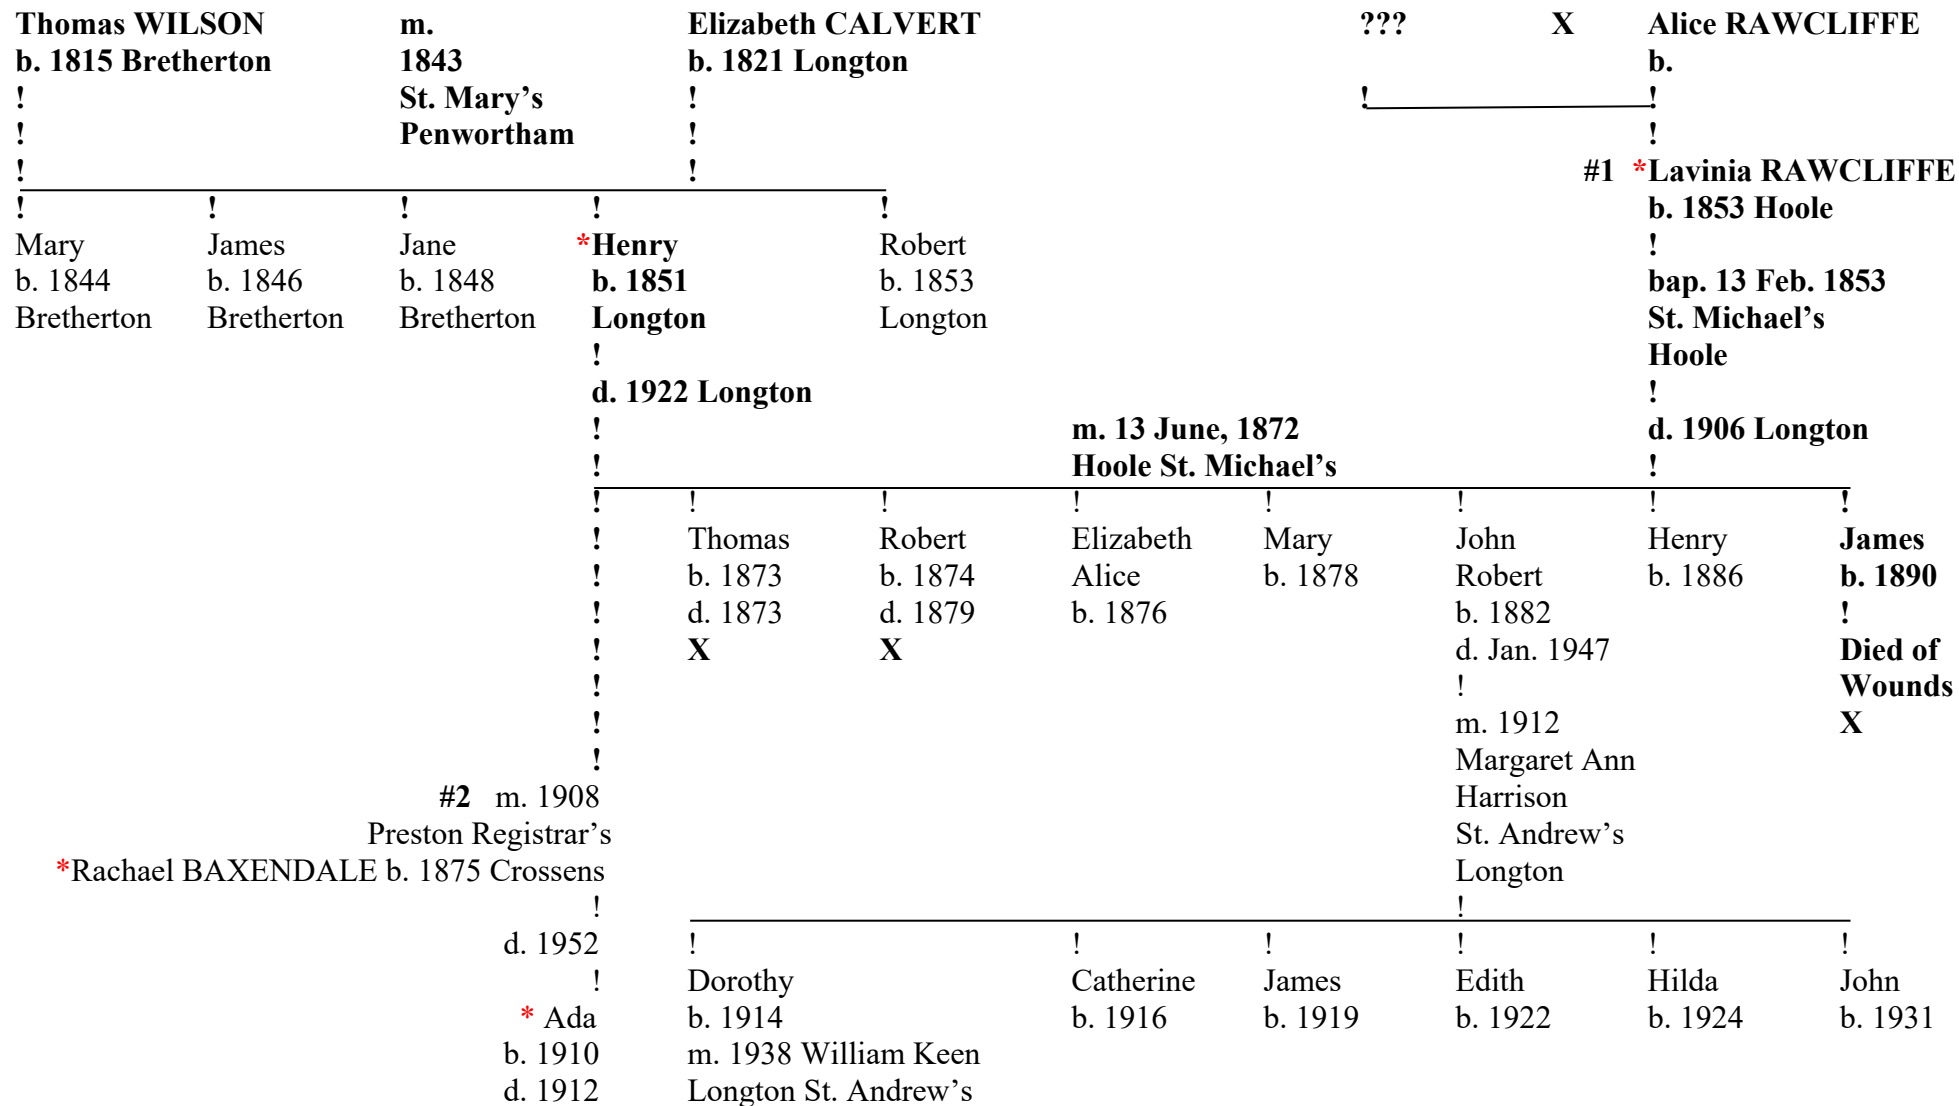 Thomas WILSON m. Elizabeth CALVERT ??? X Alice RAWCLIFFE
b. 1815 Bretherton 1843 b. 1821 Longton b.
! St. Mary’s ! ! !
! Penwortham ! !
! ! #1 *Lavinia RAWCLIFFE
! ! ! ! ! b. 1853 Hoole
Mary James Jane *Henry Robert !
b. 1844 b. 1846 b. 1848 b. 1851 b. 1853 bap. 13 Feb. 1853
Bretherton Bretherton Bretherton Longton Longton St. Michael’s
! Hoole
d. 1922 Longton !
! m. 13 June, 1872 d. 1906 Longton
! Hoole St. Michael’s !
! ! ! ! ! ! ! !
! Thomas Robert Elizabeth Mary John Henry James
! b. 1873 b. 1874 Alice b. 1878 Robert b. 1886 b. 1890
! d. 1873 d. 1879 b. 1876 b. 1882 !
! X X d. Jan. 1947 Died of
! ! Wounds
! m. 1912 X
! Margaret Ann
#2 m. 1908 Harrison
Preston Registrar’s St. Andrew’s
*Rachael BAXENDALE b. 1875 Crossens Longton
! !
d. 1952 ! ! ! ! ! !
! Dorothy Catherine James Edith Hilda John
* Ada b. 1914 b. 1916 b. 1919 b. 1922 b. 1924 b. 1931
b. 1910 m. 1938 William Keen
d. 1912 Longton St. Andrew’s